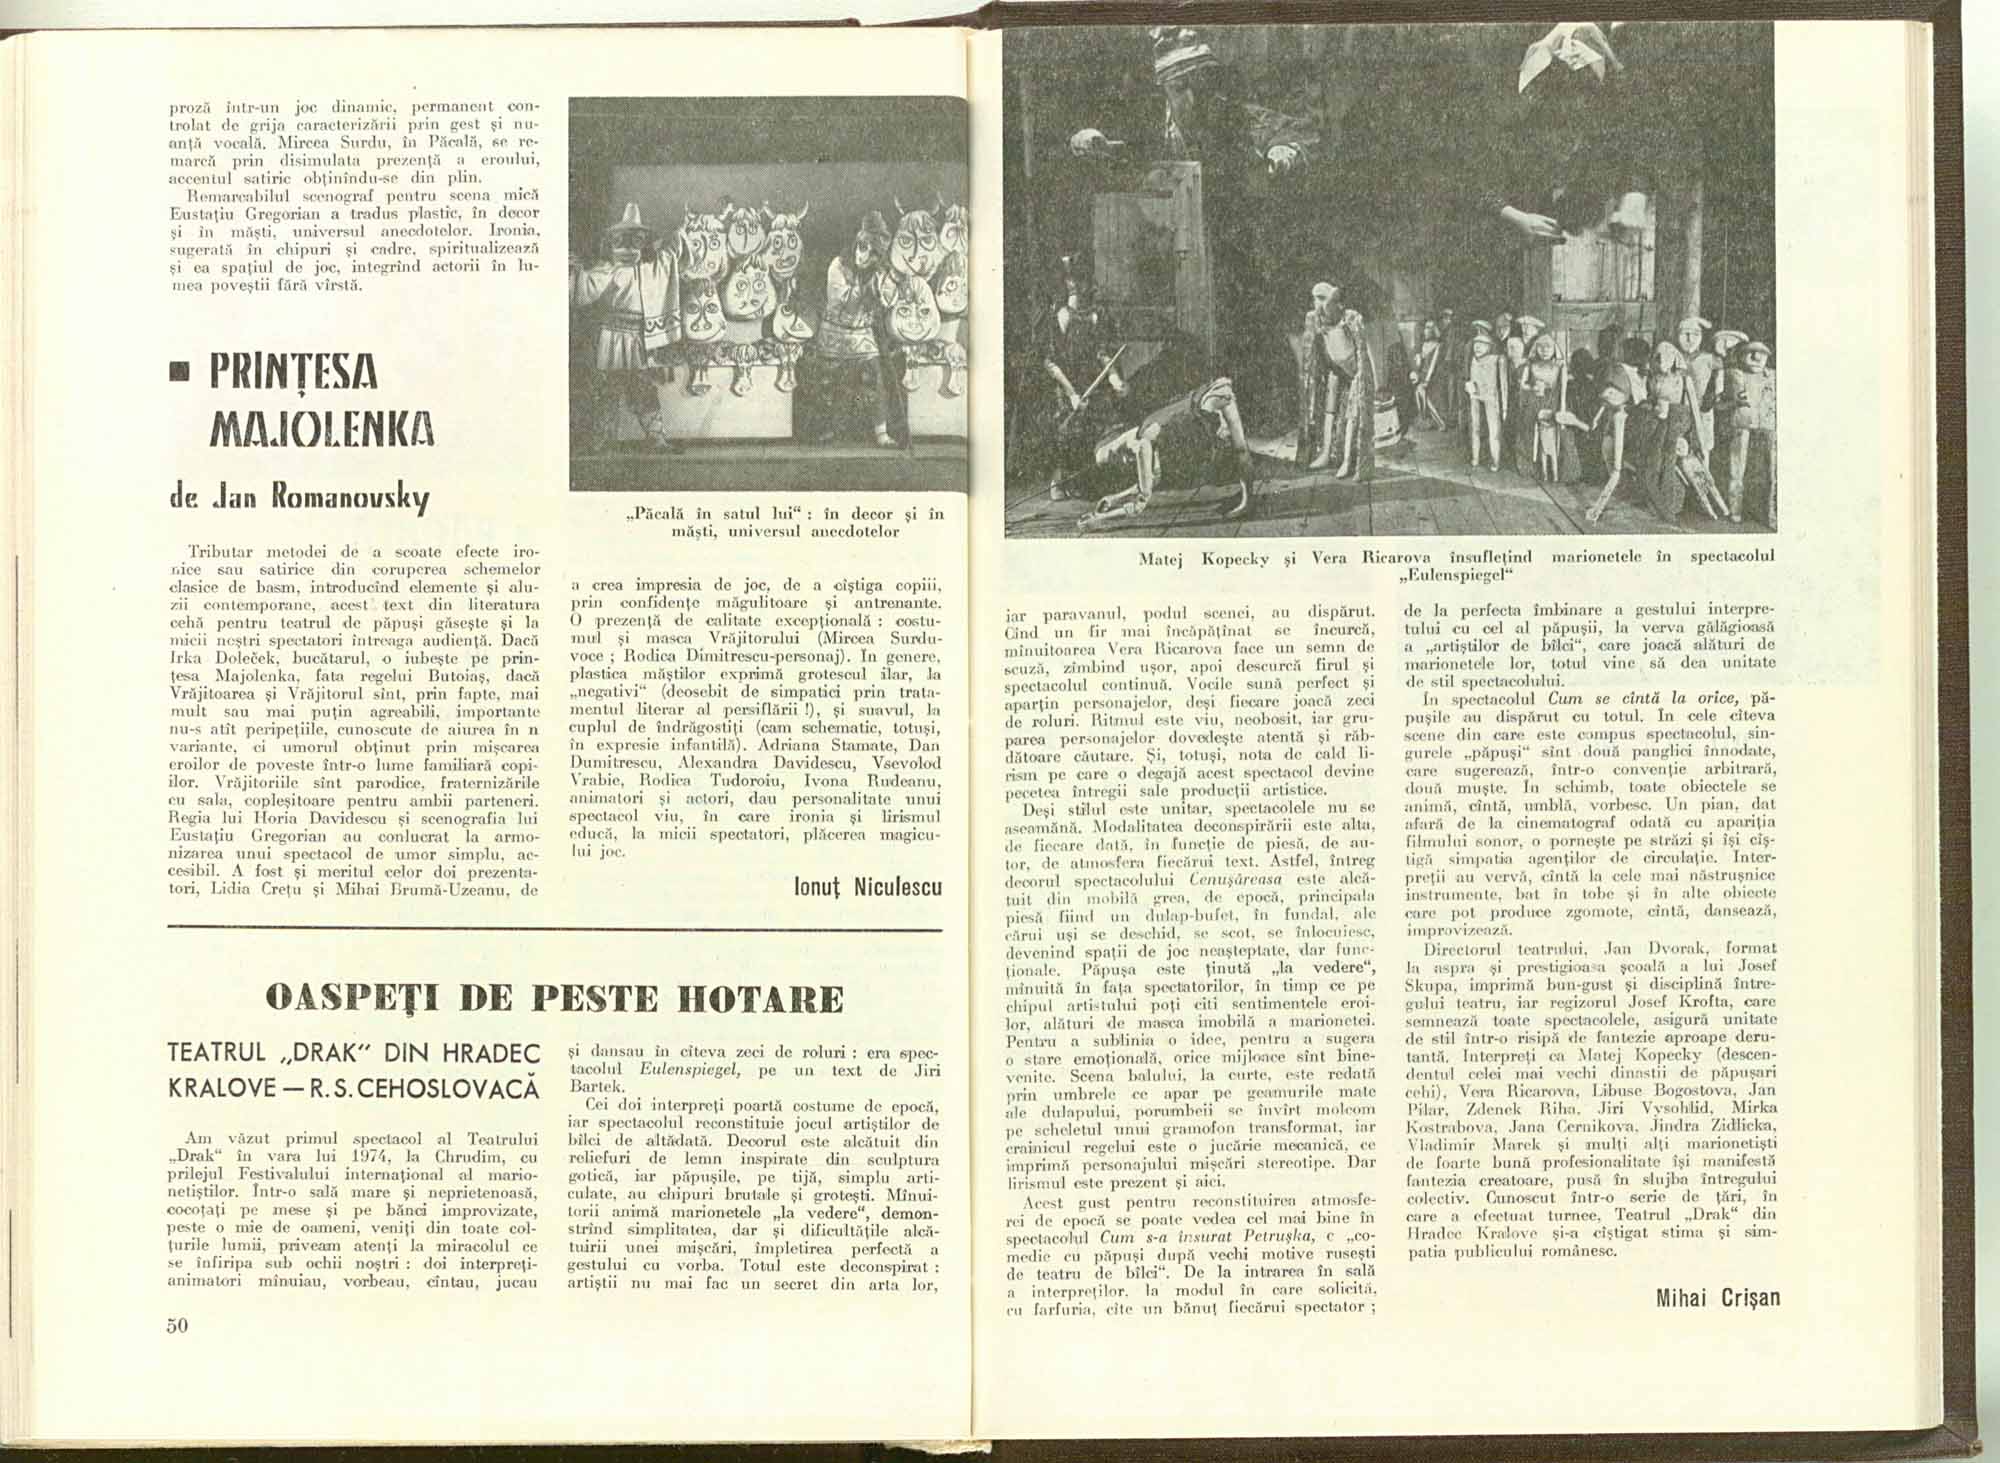 proză într-un joc dinamic, permanent con-
trolat de grija caracterizării prin gest și nu-
anță vocală. Mircea Surdu, în Păcală, se re-
marcă prin disimulata prezență a eroului,
accentul satiric obținîndu-se din plin.
Remarcabilul scenograf pentru scena mică
Eustațiu Gregorian a tradus plastic, în decor
și în măști, universul anecdotelor. Ironia,
sugerată în chipuri și cadre, spiritualizează
și ea spațiul de joc, integrînd actorii în lu-
mea poveștii fără vîrstă.
■ PRINȚESA
MAJOLENKA
de Jan Romanovsky
Tributar metodei de a scoate efecte iro-
nice sau satirice din coruperea schemelor
clasice de basm, introducînd elemente și alu-
zii contemporane, acest text din literatura
cehă pentru teatrul de păpuși găsește și la
micii noștri spectatori întreaga audiență. Dacă
Irka Doleček, bucătarul, o iubește pe prin-
țesa Majolenka, fata regelui Butoiaș, dacă
Vrăjitoarea și Vrăjitorul sînt, prin fapte, mai
mult sau mai puțin agreabili, importante
nu-s atît peripețiile, cunoscute de aiurea în n
variante, ci umorul obținut prin mișcarea
eroilor de poveste într-o lume familiară copi-
ilor. Vrăjitoriile sînt parodice, fraternizările
cu sala, copleșitoare pentru ambii parteneri.
Regia lui Horia Davidescu și scenografia lui
Eustațiu Gregorian au conlucrat la armo-
nizarea unui spectacol de umor simplu, ac-
cesibil. A fost și meritul celor doi prezenta-
tori, Lidia Crețu și Mihai Brumă-Uzeanu, de
„Păcală în satul lui“ : în decor și în
măști, universul anecdotelor
a crea impresia de joc, de a cîștiga copiii,
prin confidențe măgulitoare și antrenante.
O prezență de calitate excepțională : costu-
mul și masca Vrăjitorului (Mircea Surdu-
voce ; Rodica Dimitrescu-personaj). In genere,
plastica măștilor exprimă grotescul ilar, la
„negativi“ (deosebit de simpatici prin trata-
mentul literar al persiflării !), și suavul, la
cuplul de îndrăgostiți (cam schematic, totuși,
în expresie infantilă). Adriana Stamate, Dan
Dumitrescu, Alexandra Davidescu, Vsevolod
Vrabie, Rodica Tudoroiu, Ivona Rudeanu,
animatori și actori, dau personalitate unui
spectacol viu, în care ironia și lirismul
educă, la micii spectatori, plăcerea magicu-
lui joc.
Ionuț Niculescu
OASPEȚI DE PESTE HOTARE
TEATRUL „DRAK“ DIN HRADEC
KRALOVE — R. S. CEHOSLOVACĂ
Am văzut primul spectacol al Teatrului
„Drak“ în vara lui 1974, la Chrudim, cu
prilejul Festivalului internațional al mario-
netiștilor. Într-o sală mare și neprietenoasă,
cocoțați pe mese și pe bănci improvizate,
peste o mie de oameni, veniți din toate col-
țurile lumii, priveam atenți la miracolul ce
se înfiripa sub ochii noștri : doi interpreți-
animatori mînuiau, vorbeau, cîntau, jucau
50
și dansau în cîteva zeci de roluri : era spec-
tacolul Eulenspiegel, pe un text de Jiri
Bartek.
Cei doi interpreți poartă costume de epocă,
iar spectacolul reconstituie jocul artiștilor de
bîlci de altădată. Decorul este alcătuit din
reliefuri de lemn inspirate din sculptura
gotică, iar păpușile, pe tijă, simplu arti-
culate, au chipuri brutale și grotești. Mînui-
torii animă marionetele „la vedere“, demon-
strînd simplitatea, dar și dificultățile alcă-
tuirii unei mișcări, împletirea perfectă a
gestului cu vorba. Totul este deconspirat :
artiștii nu mai fac un secret din arta lor,
Matej Kopecky și Vera Ricarova însuflețind marionetele în spectacolul
„Eulenspiegel“
iar paravanul, podul scenei, au dispărut.
Cînd un fir mai încăpățînat se încurcă,
mînuitoarea Vera Ricarova face un semn de
scuză, zîmbind ușor, apoi descurcă firul și
spectacolul continuă. Vocile sună perfect și
aparțin personajelor, deși fiecare joacă zeci
de roluri. Ritmul este viu, neobosit, iar gru-
parea personajelor dovedește atentă și răb-
dătoare căutare. Și, totuși, nota de cald li-
rism pe care o degajă acest spectacol devine
pecetea întregii sale producții artistice.
Deși stilul este unitar, spectacolele nu se
aseamănă. Modalitatea deconspirării este alta,
de fiecare dată, în funcție de piesă, de au-
tor, de atmosfera fiecărui text. Astfel, întreg
decorul spectacolului Cenușăreasa este alcă-
tuit din mobilă grea, de epocă, principala
piesă fiind un dulap-bufet, în fundal, ale
cărui uși se deschid, se scot, se înlocuiesc,
devenind spații de joc neașteptate, dar func-
ționale. Păpușa este ținută „la vedere“,
mînuită în fața spectatorilor, în timp ce pe
chipul artistului poți citi sentimentele eroi-
lor, alături de masca imobilă a marionetei.
Pentru a sublinia o idee, pentru a sugera
o stare emoțională, orice mijloace sînt bine-
venite. Scena balului, la curte, este redată
prin umbrele ce apar pe geamurile mate
ale dulapului, porumbeii se învîrt molcom
pe scheletul unui gramofon transformat, iar
crainicul regelui este o jucărie mecanică, ce
imprimă personajului mișcări stereotipe. Dar
lirismul este prezent și aici.
Acest gust pentru reconstituirea atmosfe-
rei de epocă se poate vedea cel mai bine în
spectacolul Cum s-a însurat Petrușka, c „co-
medie cu păpuși după vechi motive rusești
de teatru de bîlci“. De la intrarea în sală
a interpreților, la modul în care solicită,
cu farfuria, cîte un bănuț fiecărui spectator ;
de la perfecta îmbinare a gestului interpre-
tului cu cel al păpușii, la verva gălăgioasă
a „artiștilor de bîlci“, care joacă alături de
marionetele lor, totul vine să dea unitate
de stil spectacolului.
In spectacolul Cum se cîntă la orice, pă-
pușile au dispărut cu totul. In cele cîteva
scene din care este compus spectacolul, sin-
gurele „păpuși“ sînt două panglici înnodate,
care sugerează, într-o convenție arbitrară,
două muște. In schimb, toate obiectele se
animă, cîntă, umblă, vorbesc. Un pian, dat
afară de la cinematograf odată cu apariția
filmului sonor, o pornește pe străzi și își cîș-
tigă simpatia agenților de circulație. Inter-
preții au vervă, cîntă la cele mai năstrușnice
instrumente, bat în tobe și în alte obiecte
care pot produce zgomote, cîntă, dansează,
improvizează.
Directorul teatrului, Jan Dvorak, format
la aspra și prestigioasa școală a lui Josef
Skupa, imprimă bun-gust și disciplină între-
gului teatru, iar regizorul Josef Krofta, care
semnează toate spectacolele, asigură unitate
de stil într-o risipă de fantezie aproape deru-
tantă. Interpreți ca Matej Kopecky (descen-
dentul celei mai vechi dinastii de păpușari
cehi), Vera Ricarova, Libuse Bogostova, Jan
Pilar, Zdenek Riha, Jiri Vysohlid, Mirka
Kostrabova, Jana Cernikova, Jindra Zidlicka,
Vladimir Marek și mulți alți marionetiști
de foarte bună profesionalitate își manifestă
fantezia creatoare, pusă în slujba întregului
colectiv. Cunoscut într-o serie de țări, în
care a efectuat turnee, Teatrul „Drak“ din
Hradec Kralove și-a cîștigat stima și sim-
patia publicului românesc.
Mihai Crișan